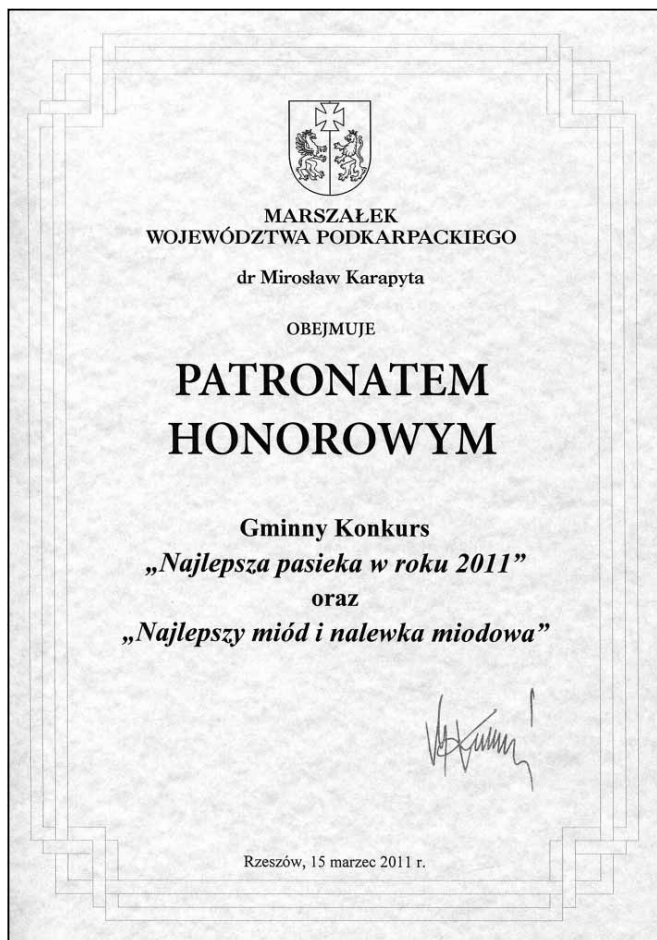 MARSZAŁEK
WOJEWÓDZTWA PODKARPACKIEGO
dr Mirosław Karapyta
OBEJMUJE
PATRONATEM
HONOROWYM
Gminny Konkurs
„Najlepsza pasieka w roku 2011”
oraz
„Najlepszy miód i nalewka miodowa”
Rzeszów, 15 marzec 2011 r.